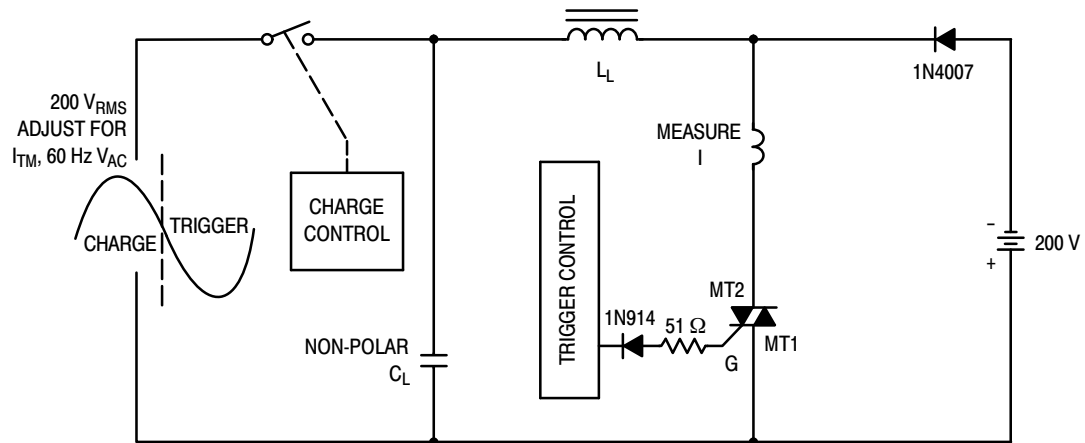 200 V_RMS
ADJUST FOR
I_TM, 60 Hz V_AC
CHARGE
TRIGGER
CHARGE
CONTROL
NON-POLAR
C_L
L_L
TRIGGER CONTROL
MEASURE
I
1N914
51 Ω
MT2
MT1
G
1N4007
-
+
200 V